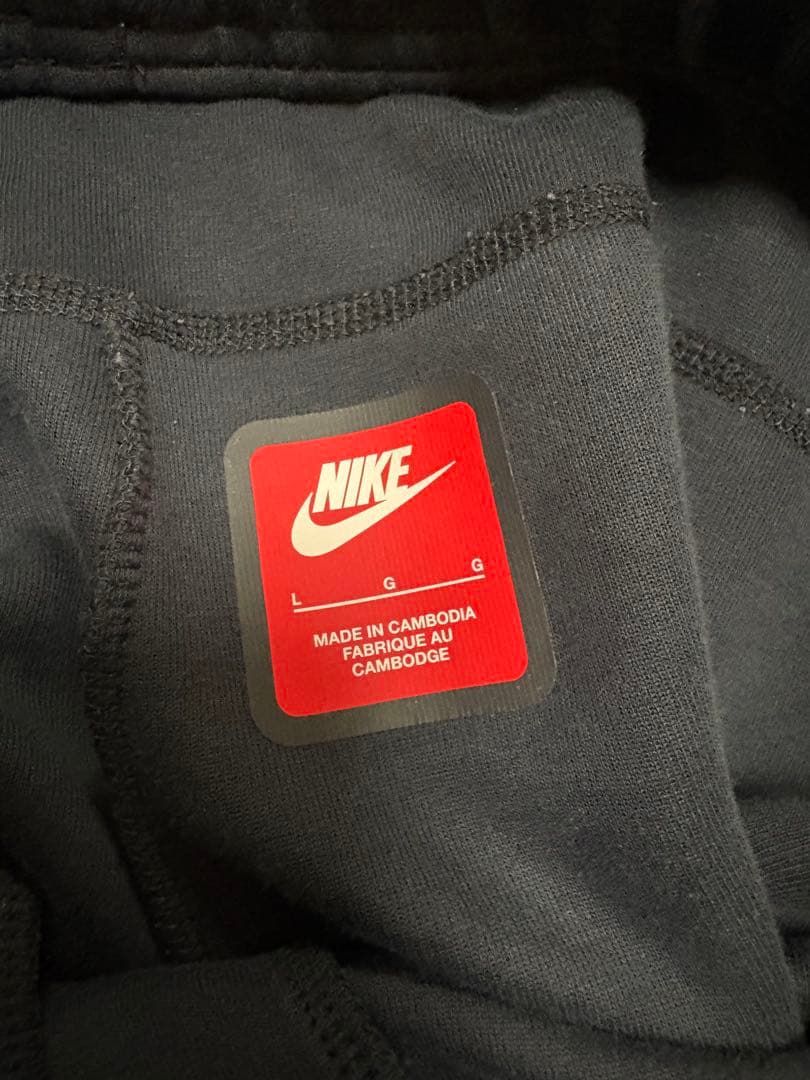 NIKE
L G G
MADE IN CAMBODIA
FABRIQUE AU
CAMBODGE